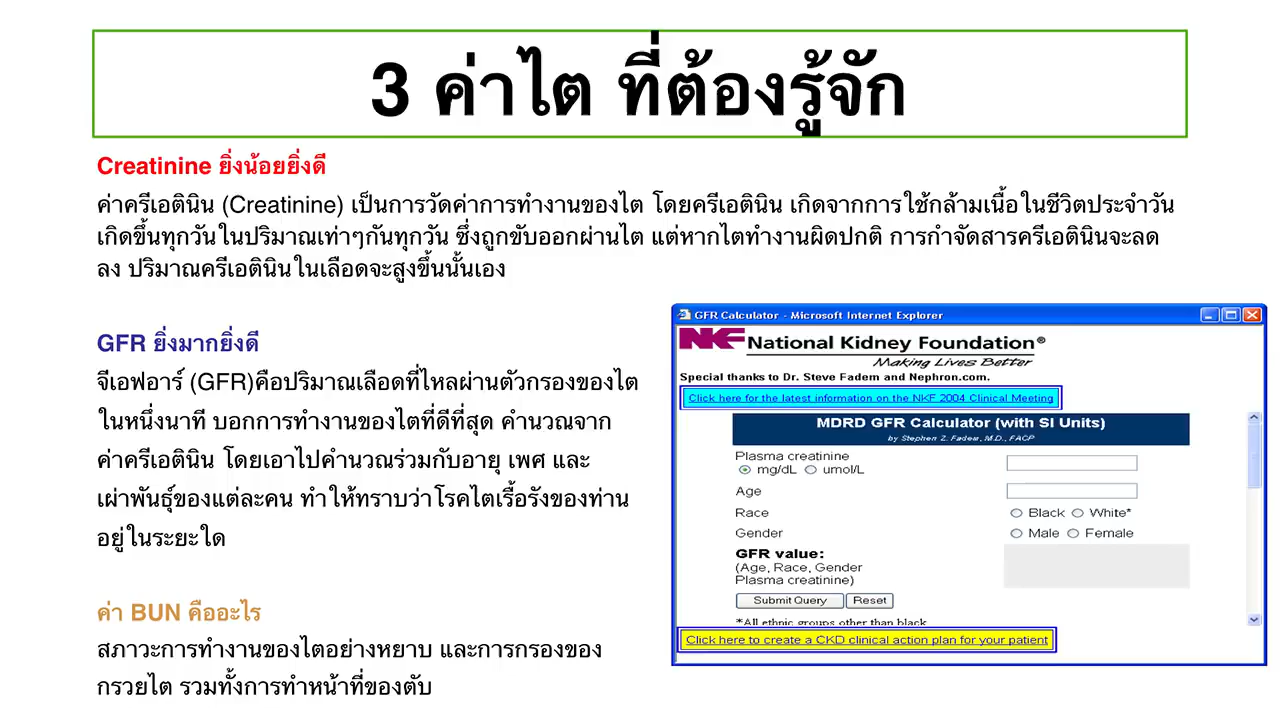 3 ค่าไต ที่ต้องรู้จัก
Creatinine ยิ่งน้อยยิ่งดี
ค่าครีเอตินิน (Creatinine) เป็นการวัดค่าการทำงานของไต โดยครีเอตินิน เกิดจากการใช้กล้ามเนื้อในชีวิตประจำวัน
เกิดขึ้นทุกวันในปริมาณเท่าๆกันทุกวัน ซึ่งถูกขับออกผ่านไต แต่หากไตทำงานผิดปกติ การกำจัดสารครีเอตินินจะลด
ลง ปริมาณครีเอตินินในเลือดจะสูงขึ้นนั้นเอง
GFR ยิ่งมากยิ่งดี
จีเอฟอาร์ (GFR)คือปริมาณเลือดที่ไหลผ่านตัวกรองของไต
ในหนึ่งนาที บอกการทำงานของไตที่ดีที่สุด คำนวณจาก
ค่าครีเอตินิน โดยเอาไปคำนวณร่วมกับอายุ เพศ และ
เผ่าพันธุ์ของแต่ละคน ทำให้ทราบว่าโรคไตเรื้อรังของท่าน
อยู่ในระยะใด
ค่า BUN คืออะไร
สภาวะการทำงานของไตอย่างหยาบ และการกรองของ
กรวยไต รวมทั้งการทำหน้าที่ของตับ
GFR Calculator - Microsoft Internet Explorer
NKF National Kidney Foundation®
Making Lives Better
Special thanks to Dr. Steve Fadem and Nephron.com.
Click here for the latest information on the NKF 2004 Clinical Meeting
MDRD GFR Calculator (with SI Units)
by Stephen Z. Fadem, M.D., FACP
Plasma creatinine
mg/dL umol/L
Age
Race Black White*
Gender Male Female
GFR value:
(Age, Race, Gender
Plasma creatinine)
Submit Query Reset
*All ethnic groups other than black
Click here to create a CKD clinical action plan for your patient